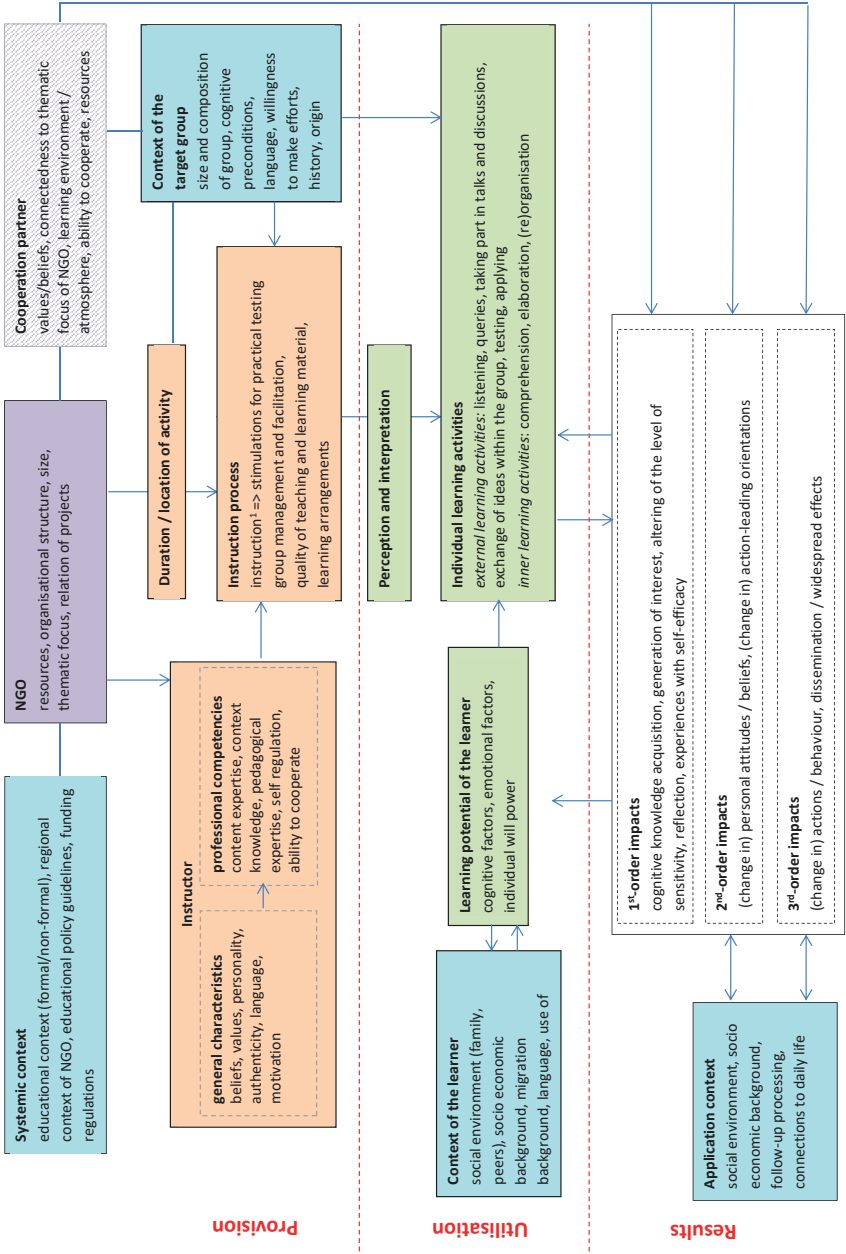 Systemic context
educational context (formal/non-formal), regional
context of NGO, educational policy guidelines, funding
regulations
NGO
resources, organisational structure, size,
thematic focus, relation of projects
Cooperation partner
values/beliefs, connectedness to thematic
focus of NGO, learning environment /
atmosphere, ability to cooperate, resources
Provision
Instructor
general characteristics
beliefs, values, personality,
authenticity, language,
motivation
professional competencies
content expertise, context
knowledge, pedagogical
expertise, self regulation,
ability to cooperate
Duration / location of activity
Instruction process
instruction¹ => stimulations for practical testing
group management and facilitation,
quality of teaching and learning material,
learning arrangements
Context of the
target group
size and composition
of group, cognitive
preconditions,
language, willingness
to make efforts,
history, origin
Utilisation
Context of the learner
social environment (family,
peers), socio economic
background, migration
background, language, use of
Learning potential of the learner
cognitive factors, emotional factors,
individual will power
Perception and interpretation
Individual learning activities
external learning activities: listening, queries, taking part in talks and discussions,
exchange of ideas within the group, testing, applying
inner learning activities: comprehension, elaboration, (re)organisation
Results
Application context
social environment, socio
economic background,
follow-up processing,
connections to daily life
1st-order impacts
cognitive knowledge acquisition, generation of interest, altering of the level of
sensitivity, reflection, experiences with self-efficacy
2nd-order impacts
(change in) personal attitudes / beliefs, (change in) action-leading orientations
3rd-order impacts
(change in) actions / behaviour, dissemination / widespread effects